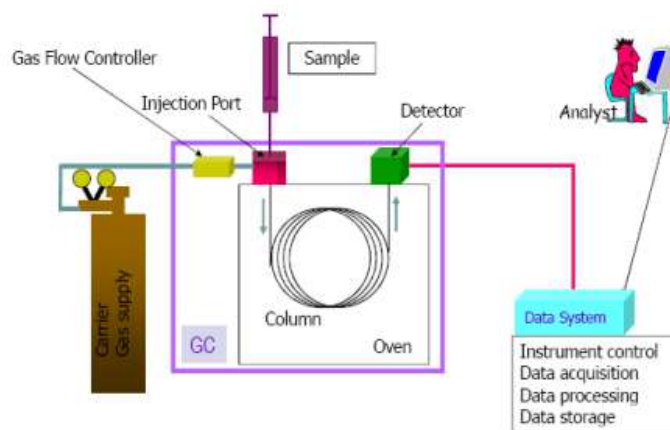 Gas Flow Controller
Sample
Injection Port
Detector
Analyst
Carrier
Gas supply
Column
GC
Oven
Data System
Instrument control
Data acquisition
Data processing
Data storage